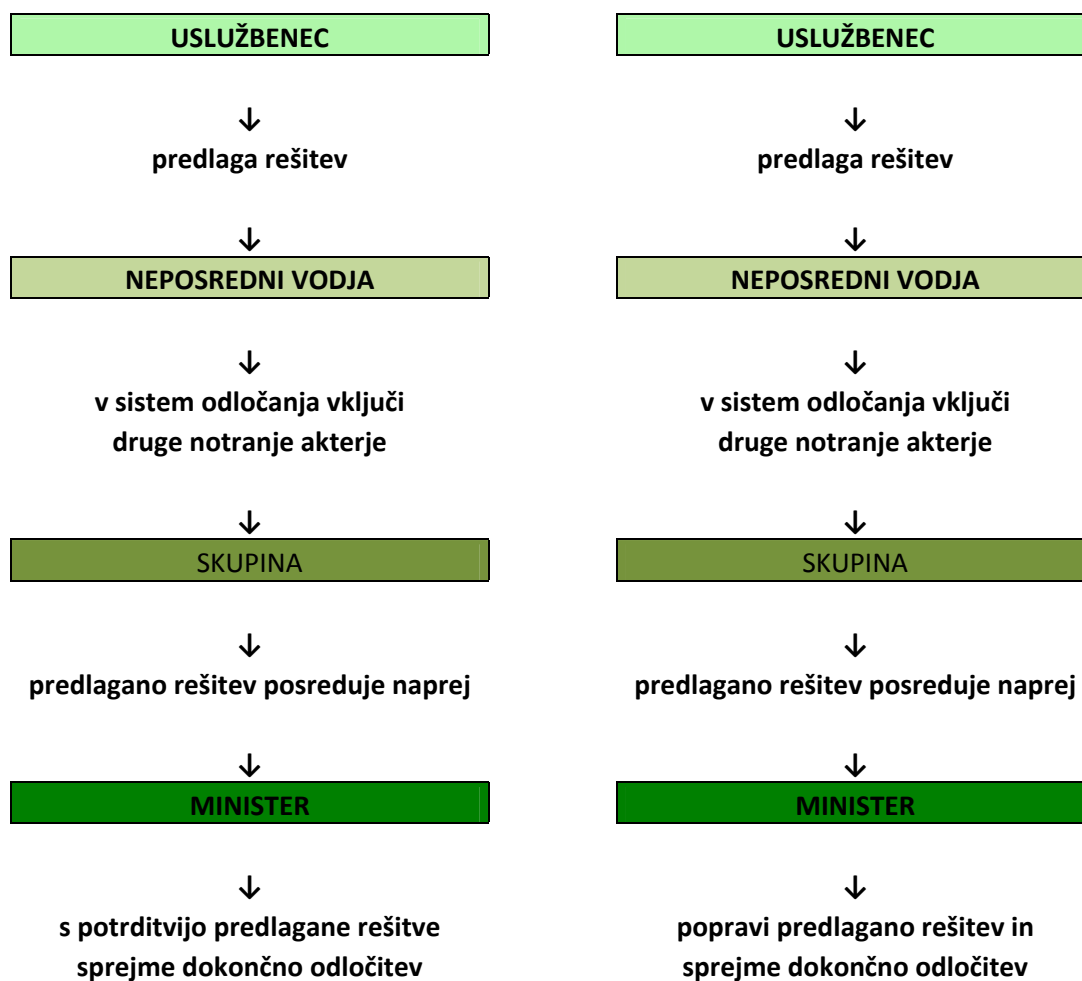 USLUŽBENEC
↓
predlaga rešitev
↓
NEPOSREDNI VODJA
↓
v sistem odločanja vključi
druge notranje akterje
↓
SKUPINA
↓
predlagano rešitev posreduje naprej
↓
MINISTER
↓
s potrditvijo predlagane rešitve
sprejme dokončno odločitev
USLUŽBENEC
↓
predlaga rešitev
↓
NEPOSREDNI VODJA
↓
v sistem odločanja vključi
druge notranje akterje
↓
SKUPINA
↓
predlagano rešitev posreduje naprej
↓
MINISTER
↓
popravi predlagano rešitev in
sprejme dokončno odločitev